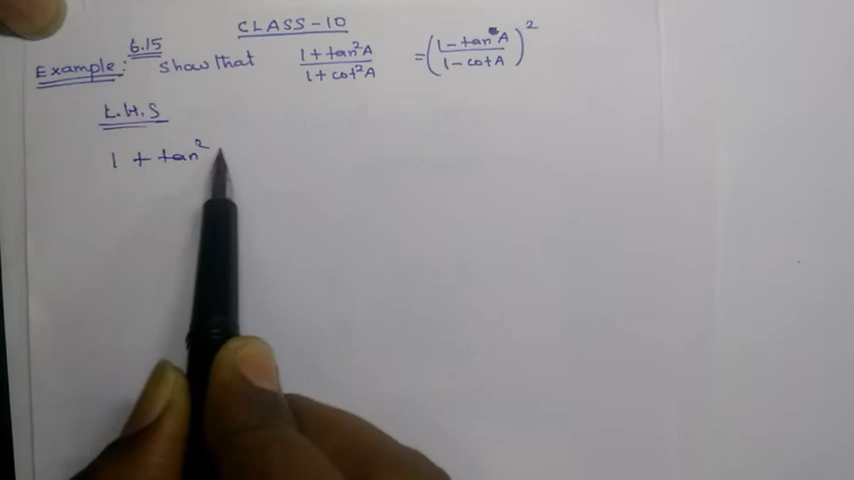 CLASS-10
Example: 6.15 show that (1 + tan²A)/(1 + cot²A) = ((1 - tan A)/(1 - cot A))²
L.H.S
1 + tan²